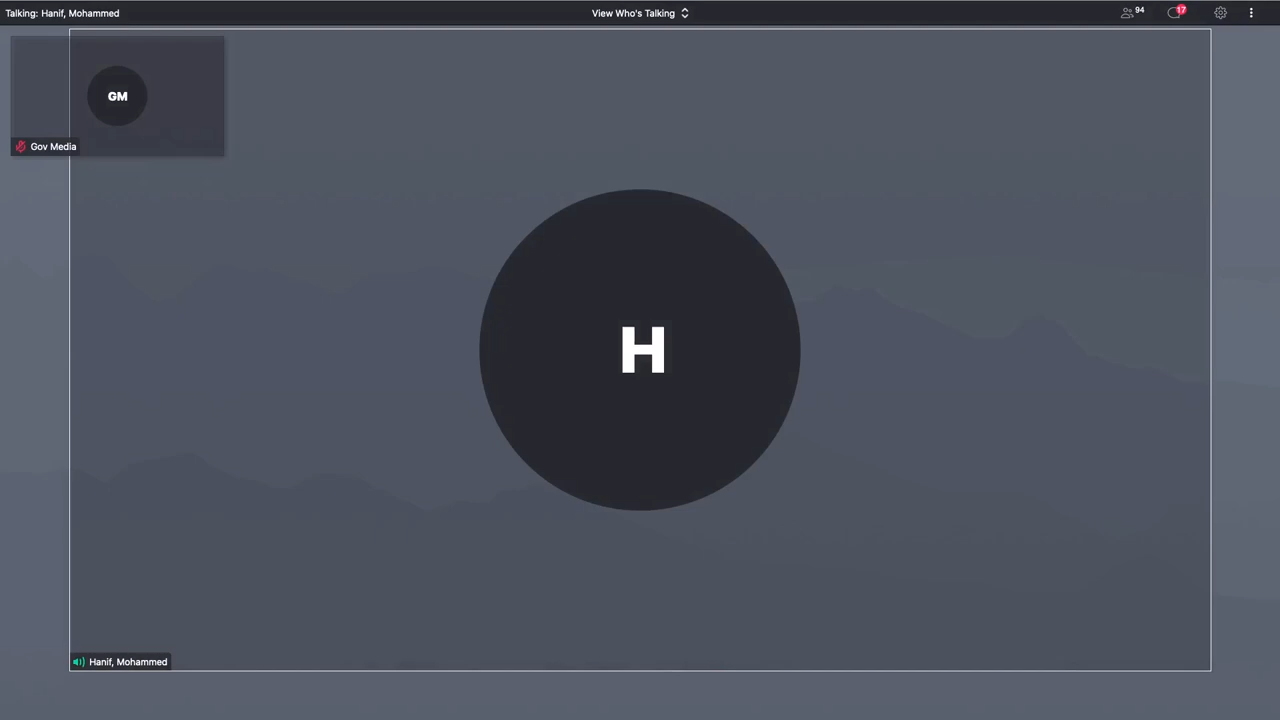 Talking: Hanif, Mohammed
View Who's Talking
94
17
GM
Gov Media
H
Hanif, Mohammed